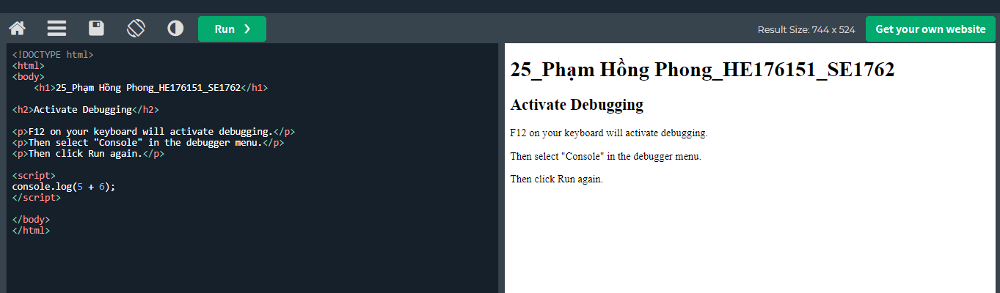 Run ❯
Result Size: 744 x 524
Get your own website
<!DOCTYPE html>
<html>
<body>
    <h1>25_Phạm Hồng Phong_HE176151_SE1762</h1>

<h2>Activate Debugging</h2>

<p>F12 on your keyboard will activate debugging.</p>
<p>Then select "Console" in the debugger menu.</p>
<p>Then click Run again.</p>

<script>
console.log(5 + 6);
</script>

</body>
</html>
25_Phạm Hồng Phong_HE176151_SE1762
Activate Debugging
F12 on your keyboard will activate debugging.
Then select "Console" in the debugger menu.
Then click Run again.